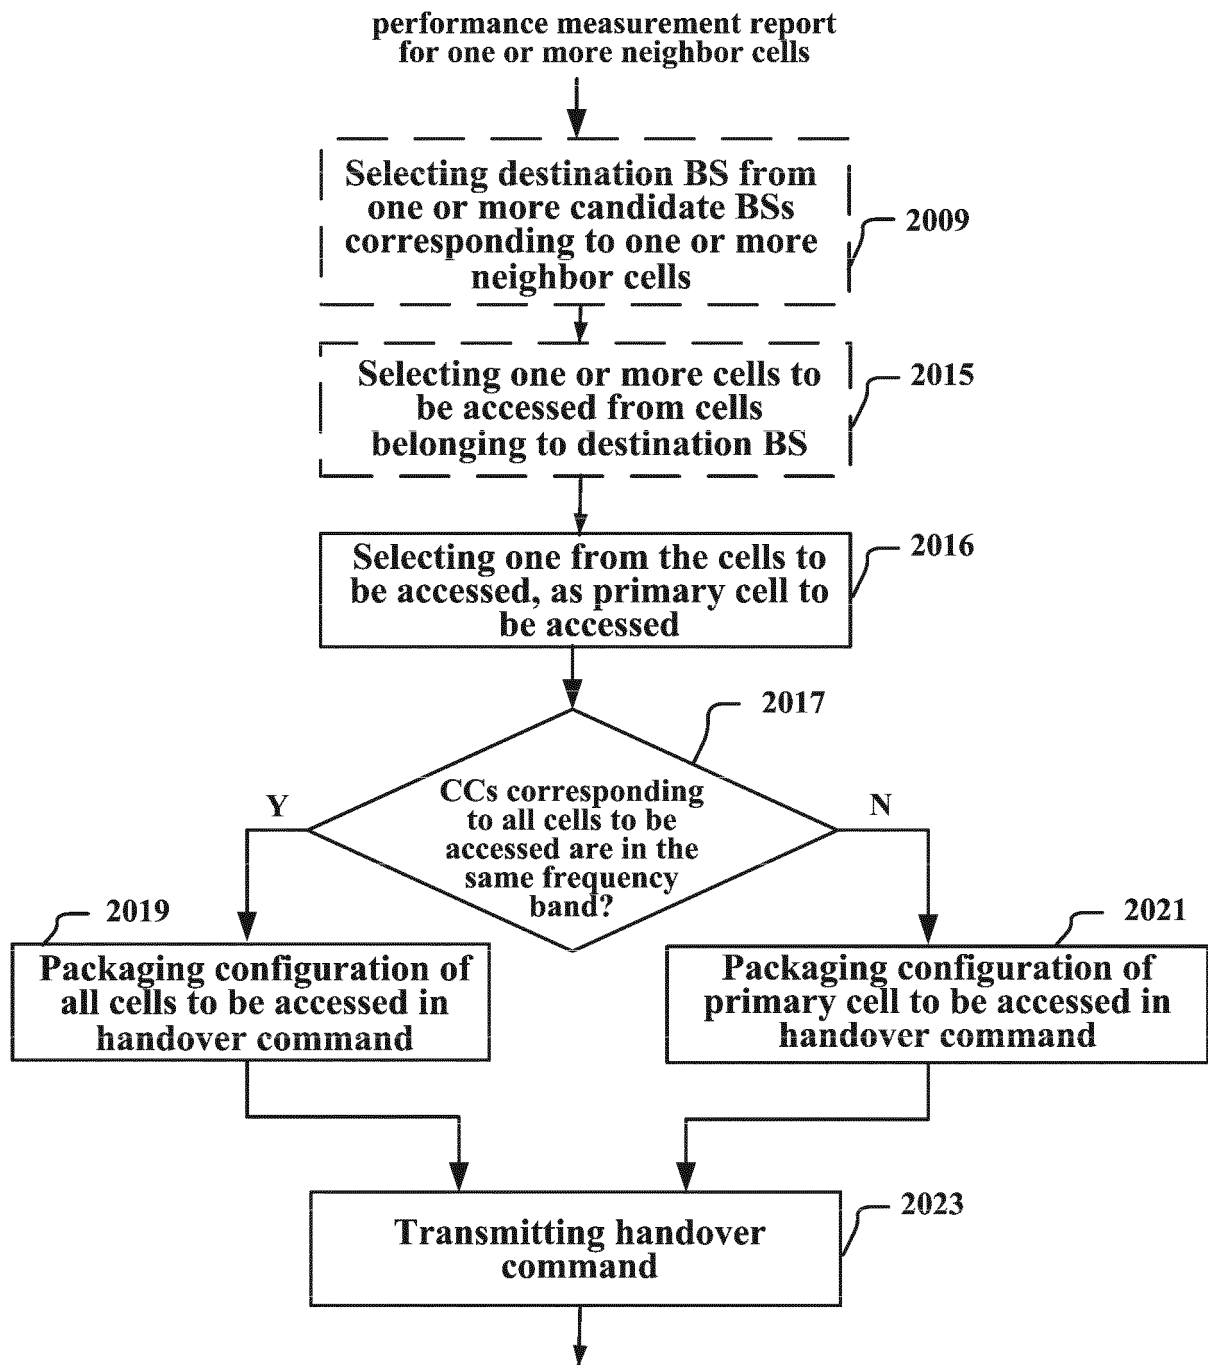 performance measurement report
for one or more neighbor cells
Selecting destination BS from
one or more candidate BSs
corresponding to one or more
neighbor cells
2009
Selecting one or more cells to
be accessed from cells
belonging to destination BS
2015
Selecting one from the cells to
be accessed, as primary cell to
be accessed
2016
2017
CCs corresponding
to all cells to be
accessed are in the
same frequency
band?
Y
N
2019
Packaging configuration of
all cells to be accessed in
handover command
2021
Packaging configuration of
primary cell to be accessed in
handover command
Transmitting handover
command
2023